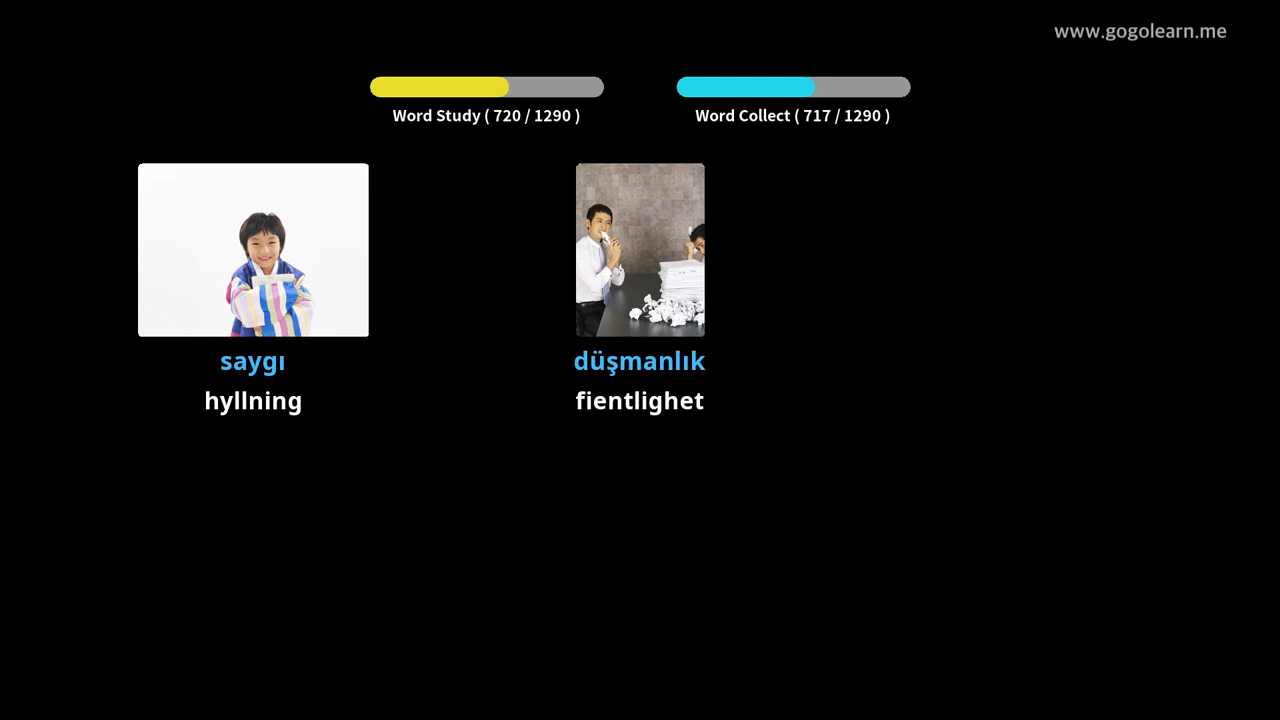 www.gogolearn.me
Word Study ( 720 / 1290 )
Word Collect ( 717 / 1290 )
saygı
düşmanlık
hyllning
fientlighet